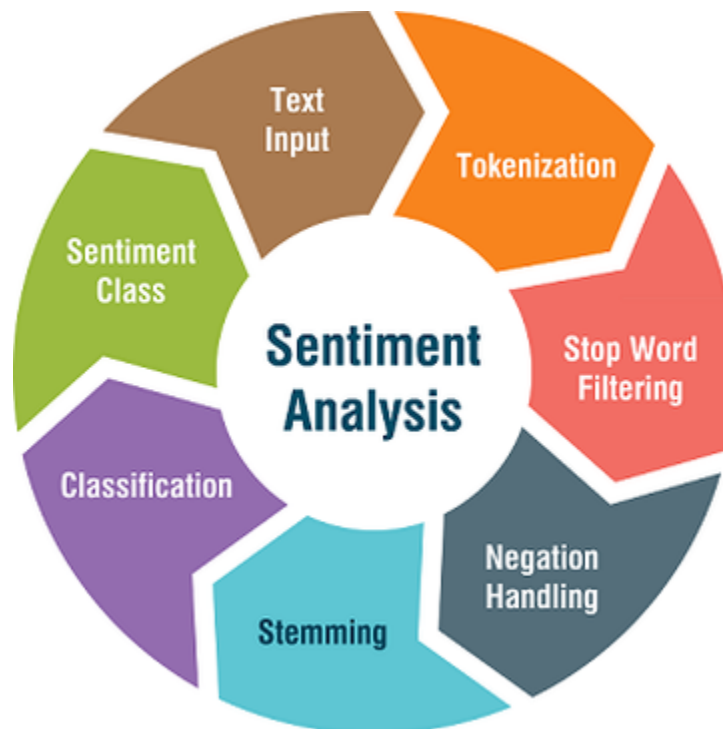 Text
Input
Tokenization
Stop Word
Filtering
Negation
Handling
Stemming
Classification
Sentiment
Class
Sentiment
Analysis